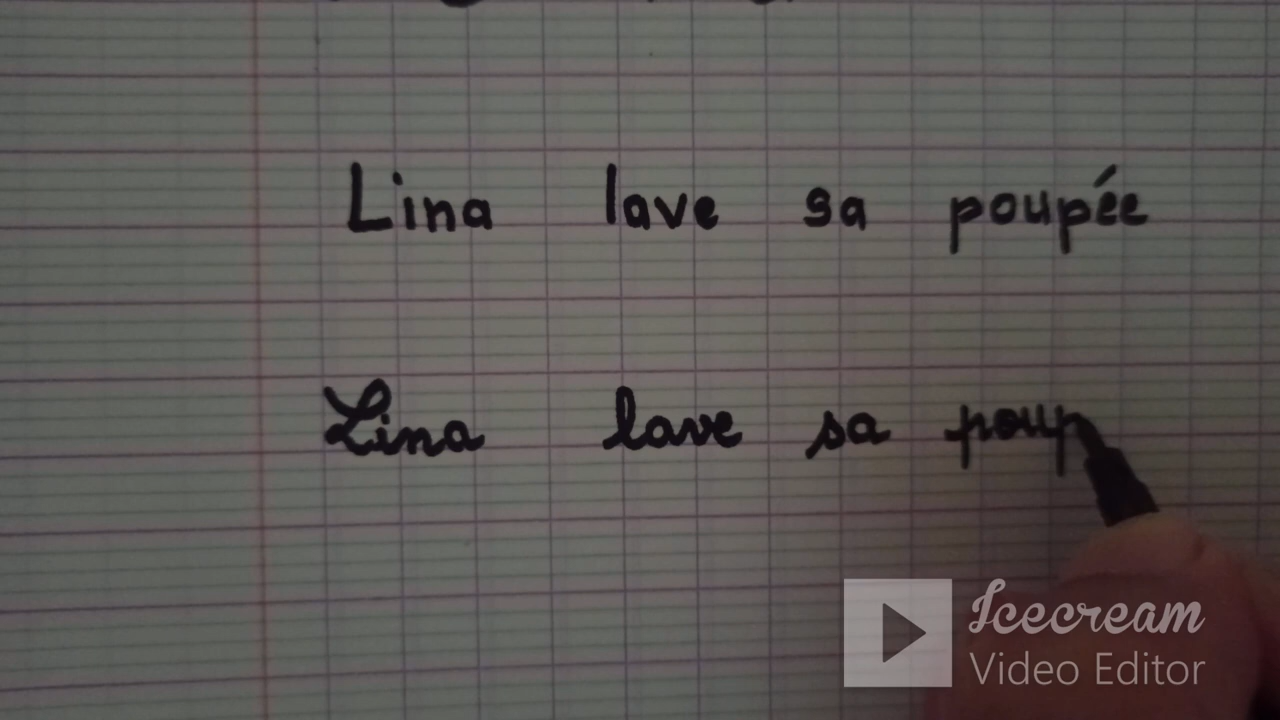 Lina lave sa poupée
Lina lave sa poup
Icecream
Video Editor